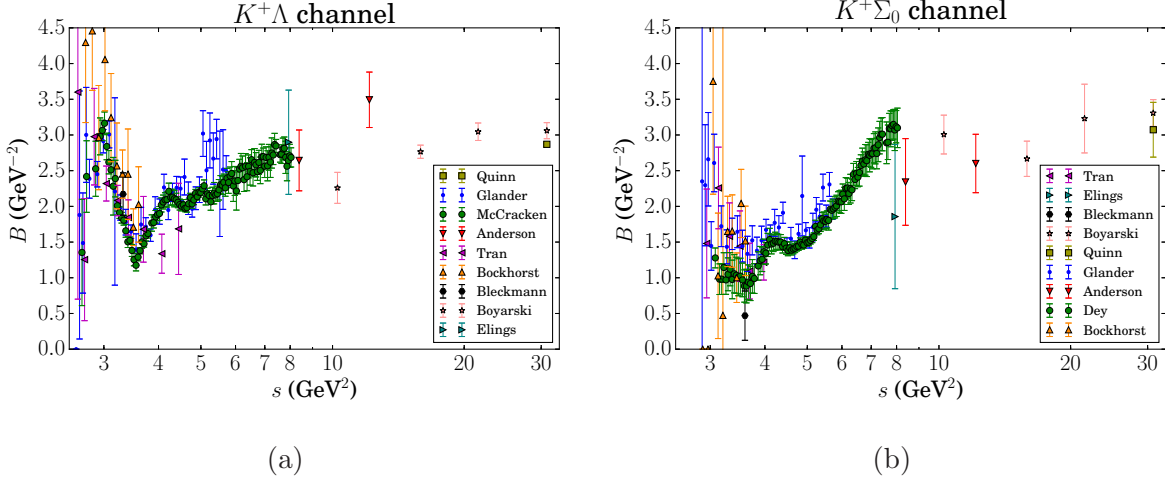 K⁺Λ channel
4.5
4.0
3.5
3.0
2.5
2.0
1.5
1.0
0.5
0.0
B (GeV⁻²)
3 4 5 6 7 8 10 20 30
s (GeV²)
Quinn
Glander
McCracken
Anderson
Tran
Bockhorst
Bleckmann
Boyarski
Elings
(a)
K⁺Σ₀ channel
4.5
4.0
3.5
3.0
2.5
2.0
1.5
1.0
0.5
0.0
B ((GeV⁻²)
3 4 5 6 7 8 10 20 30
s (GeV²)
Tran
Elings
Bleckmann
Boyarski
Quinn
Glander
Anderson
Dey
Bockhorst
(b)